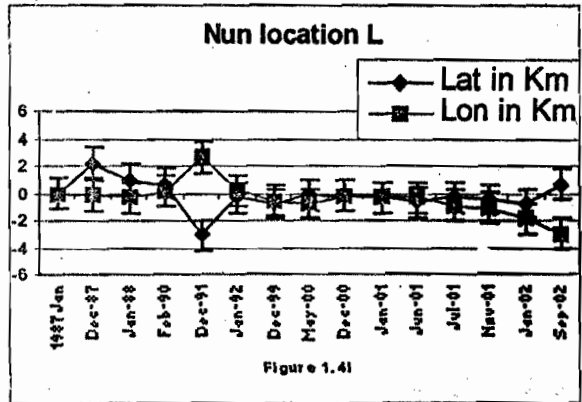 Nun location L
Lat in Km
Lon in Km
6
4
2
0
-2
-4
-6
1987 Jan
Dec-87
Jan-88
Feb-90
Dec-91
Jan-92
Dec-99
May-00
Dec-00
Jan-01
Jun-01
Jul-01
Nov-01
Jan-02
Sep-02
Figure 1.4l